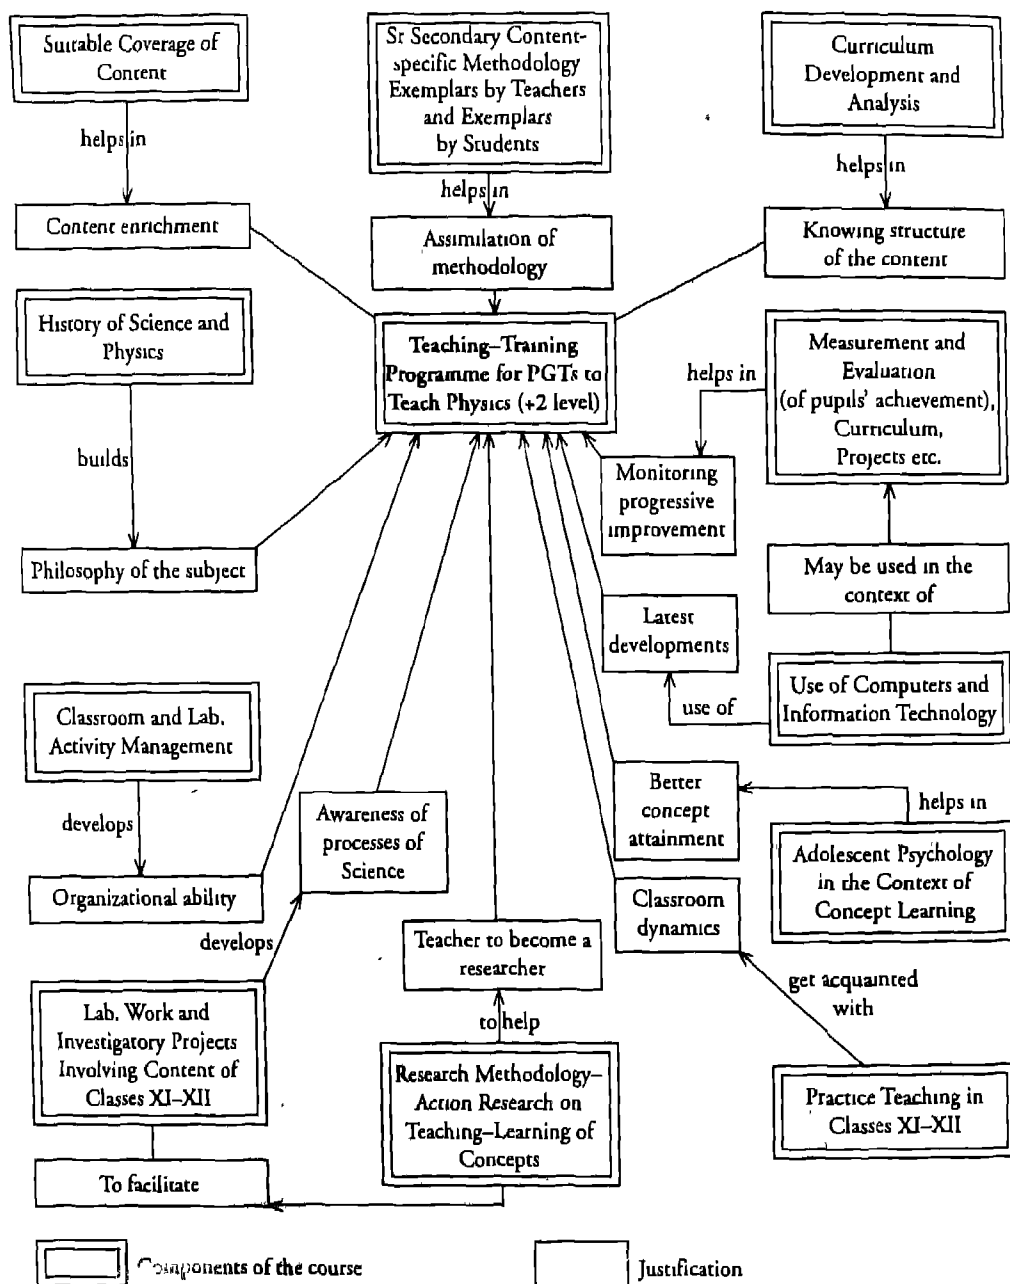 Suitable Coverage of
Content
helps in
Content enrichment
Sr Secondary Content-
specific Methodology
Exemplars by Teachers
and Exemplars
by Students
helps in
Assimilation of
methodology
Curriculum
Development and
Analysis
helps in
Knowing structure
of the content
History of Science and
Physics
builds
Philosophy of the subject
Teaching–Training
Programme for PGTs to
Teach Physics (+2 level)
helps in
Measurement and
Evaluation
(of pupils' achievement),
Curriculum,
Projects etc.
Monitoring
progressive
improvement
May be used in the
context of
Latest
developments
use of
Use of Computers and
Information Technology
Classroom and Lab.
Activity Management
develops
Organizational ability
Awareness of
processes of
Science
develops
Better
concept
attainment
helps in
Adolescent Psychology
in the Context of
Concept Learning
Classroom
dynamics
get acquainted
with
Practice Teaching in
Classes XI–XII
Teacher to become a
researcher
to help
Research Methodology–
Action Research on
Teaching–Learning of
Concepts
Lab. Work and
Investigatory Projects
Involving Content of
Classes XI–XII
To facilitate
Components of the course
Justification